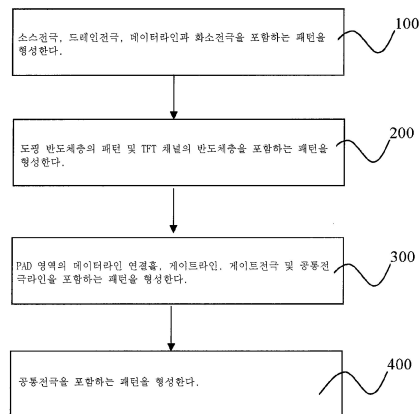 소스전극, 드레인전극, 데이터라인과 화소전극을 포함하는 패턴을
형성한다.
100
도핑 반도체층의 패턴 및 TFT 채널의 반도체층을 포함하는 패턴을
형성한다.
200
PAD 영역의 데이터라인 연결홀, 게이트라인, 게이트전극 및 공통전
극라인을 포함하는 패턴을 형성한다.
300
공통전극을 포함하는 패턴을 형성한다.
400